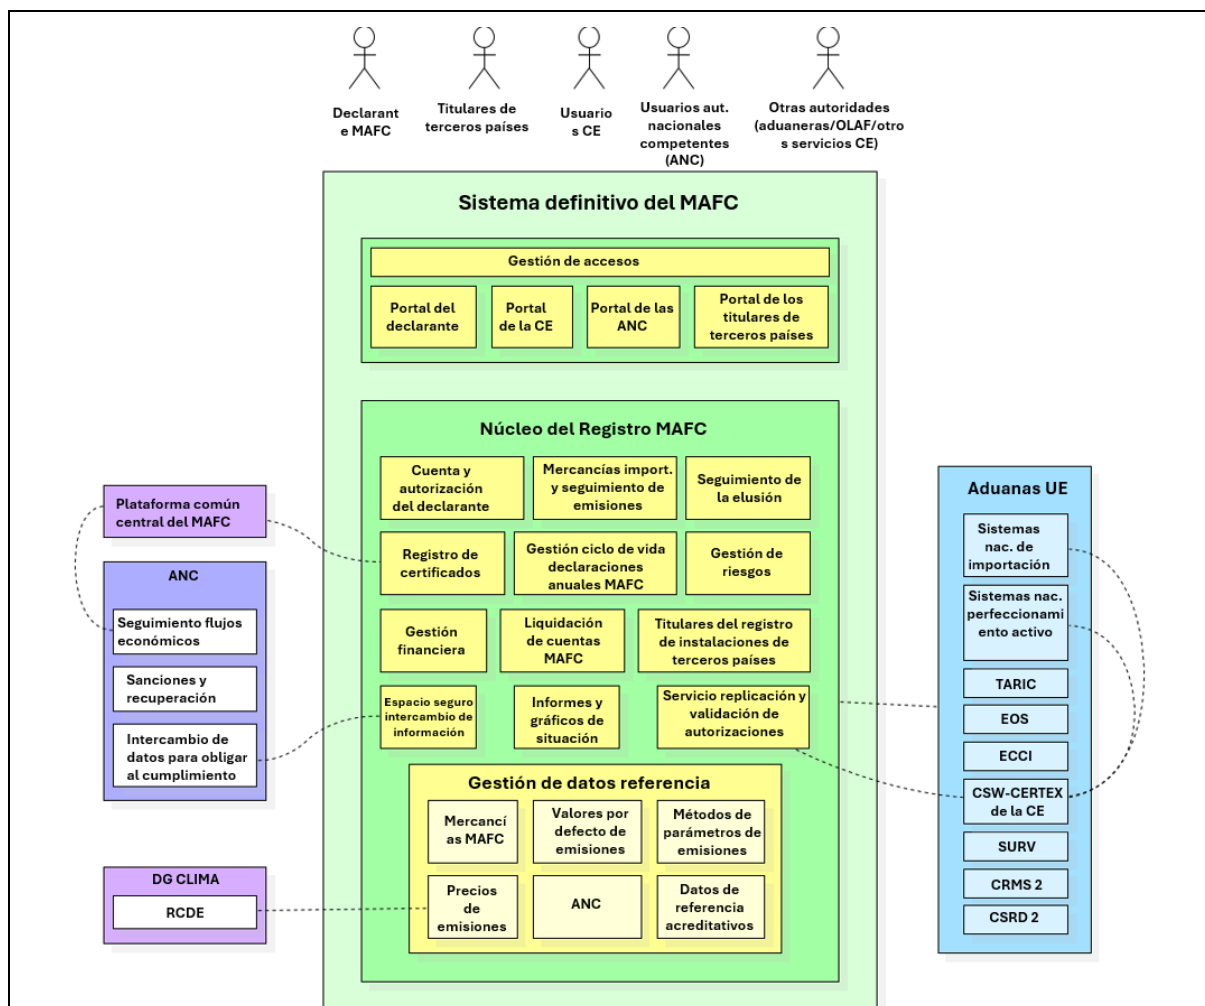 Declarant
e MAFC
Titulares de
terceros países
Usuario
s CE
Usuarios aut.
nacionales
competentes
(ANC)
Otras autoridades
(aduaneras/OLAF/otro
s servicios CE)
Sistema definitivo del MAFC
Gestión de accesos
Portal del
declarante
Portal
de la CE
Portal de las
ANC
Portal de los
titulares de
terceros países
Núcleo del Registro MAFC
Cuenta y
autorización
del declarante
Mercancías import.
y seguimiento de
emisiones
Seguimiento de
la elusión
Registro de
certificados
Gestión ciclo de vida
declaraciones
anuales MAFC
Gestión de
riesgos
Gestión
financiera
Liquidación
de cuentas
MAFC
Titulares del registro
de instalaciones de
terceros países
Espacio seguro
intercambio de
información
Informes y
gráficos de
situación
Servicio replicación y
validación de
autorizaciones
Gestión de datos referencia
Mercancí
as MAFC
Valores por
defecto de
emisiones
Métodos de
parámetros de
emisiones
Precios
de
emisiones
ANC
Datos de
referencia
acreditativos
Plataforma común
central del MAFC
ANC
Seguimiento flujos
económicos
Sanciones y
recuperación
Intercambio de
datos para obligar
al cumplimiento
DG CLIMA
RCDE
Aduanas UE
Sistemas
nac. de
importación
Sistemas nac.
perfeccionami
ento activo
TARIC
EOS
ECCI
CSW-CERTEX
de la CE
SURV
CRMS 2
CSRD 2